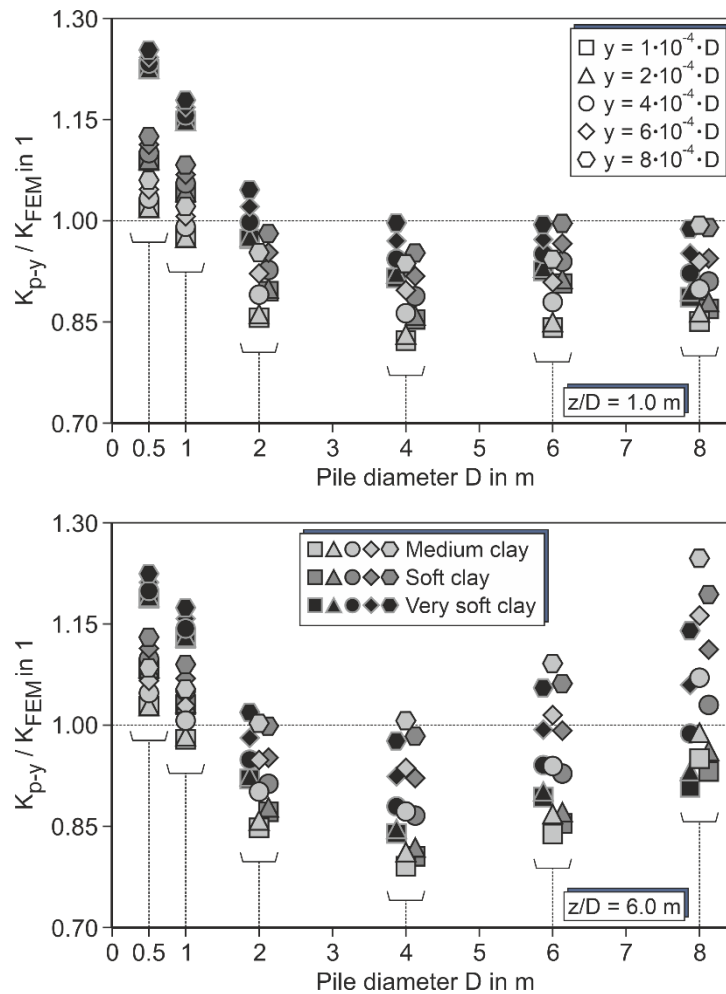 1.30
1.15
1.00
0.85
0.70
K_p-y / K_FEM in 1
y = 1·10⁻⁴·D
y = 2·10⁻⁴·D
y = 4·10⁻⁴·D
y = 6·10⁻⁴·D
y = 8·10⁻⁴·D
z/D = 1.0 m
0 0.5 1 2 3 4 5 6 7 8
Pile diameter D in m
1.30
1.15
1.00
0.85
0.70
K_p-y / K_FEM in 1
Medium clay
Soft clay
Very soft clay
z/D = 6.0 m
0 0.5 1 2 3 4 5 6 7 8
Pile diameter D in m